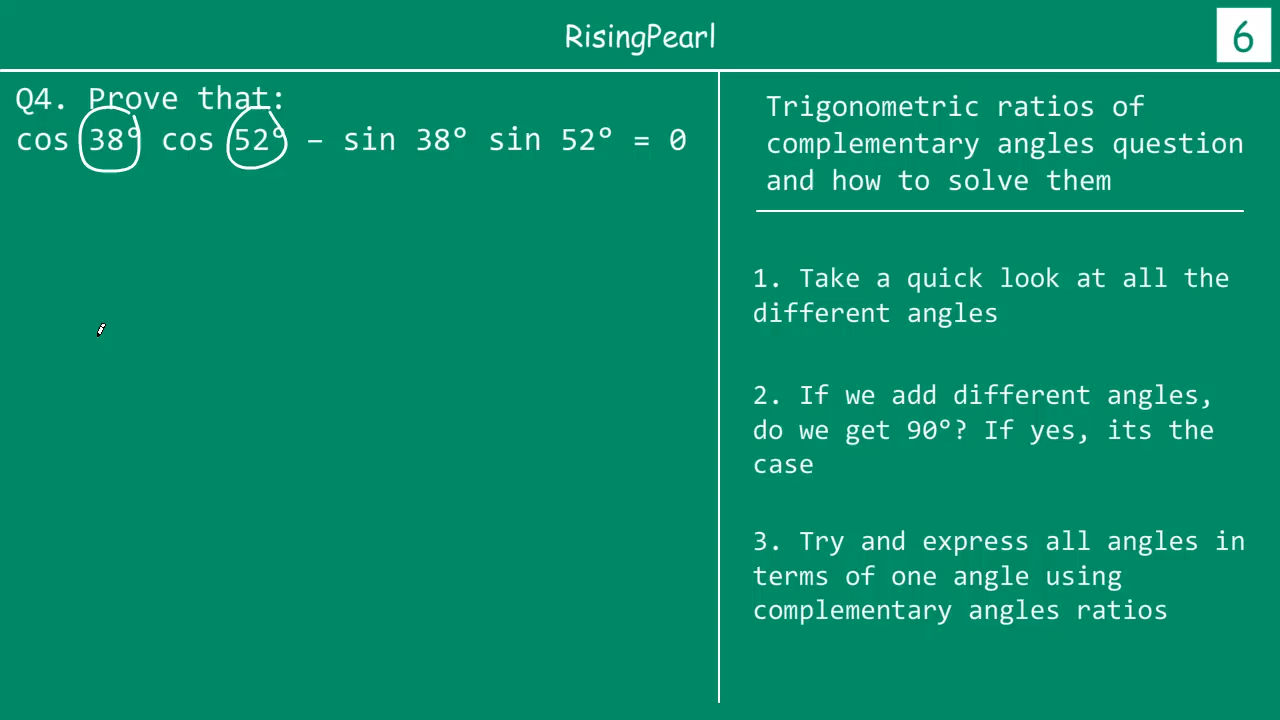 RisingPearl
6
Q4. Prove that:
cos 38° cos 52° – sin 38° sin 52° = 0
Trigonometric ratios of
complementary angles question
and how to solve them
1. Take a quick look at all the
different angles
2. If we add different angles,
do we get 90°? If yes, its the
case
3. Try and express all angles in
terms of one angle using
complementary angles ratios